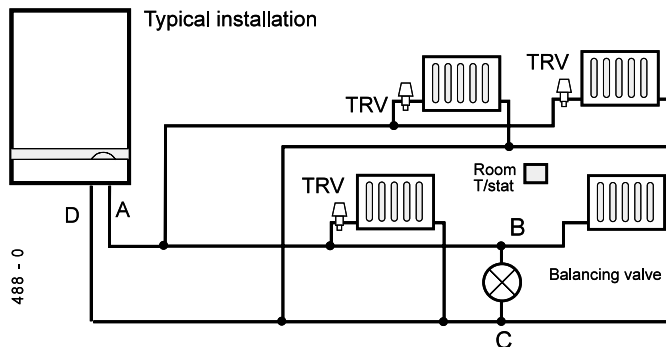 Typical installation
TRV
TRV
Room
T/stat
TRV
D
A
B
Balancing valve
C
488 - 0